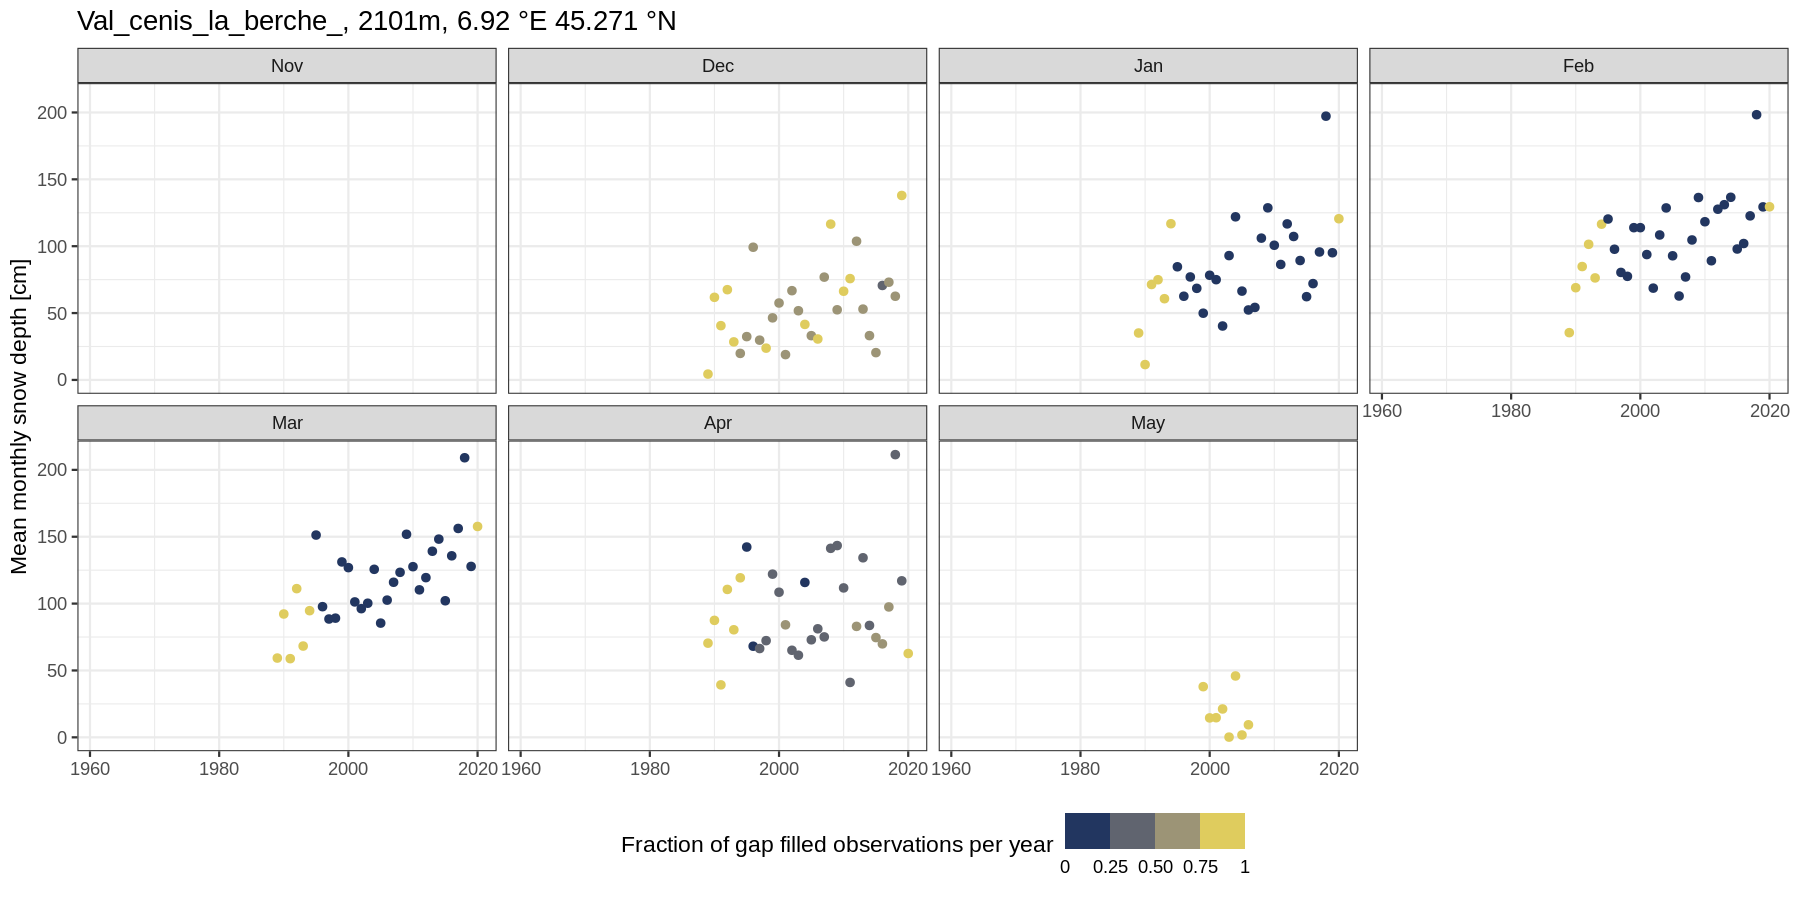 Val_cenis_la_berche_, 2101m, 6.92 °E 45.271 °N
Nov
Dec
Jan
Feb
200
150
100
50
0
1960 1980 2000 2020
Mar
Apr
May
200
150
100
50
0
1960 1980 2000 2020
1960 1980 2000 2020
1960 1980 2000 2020
Mean monthly snow depth [cm]
Fraction of gap filled observations per year
0 0.25 0.50 0.75 1